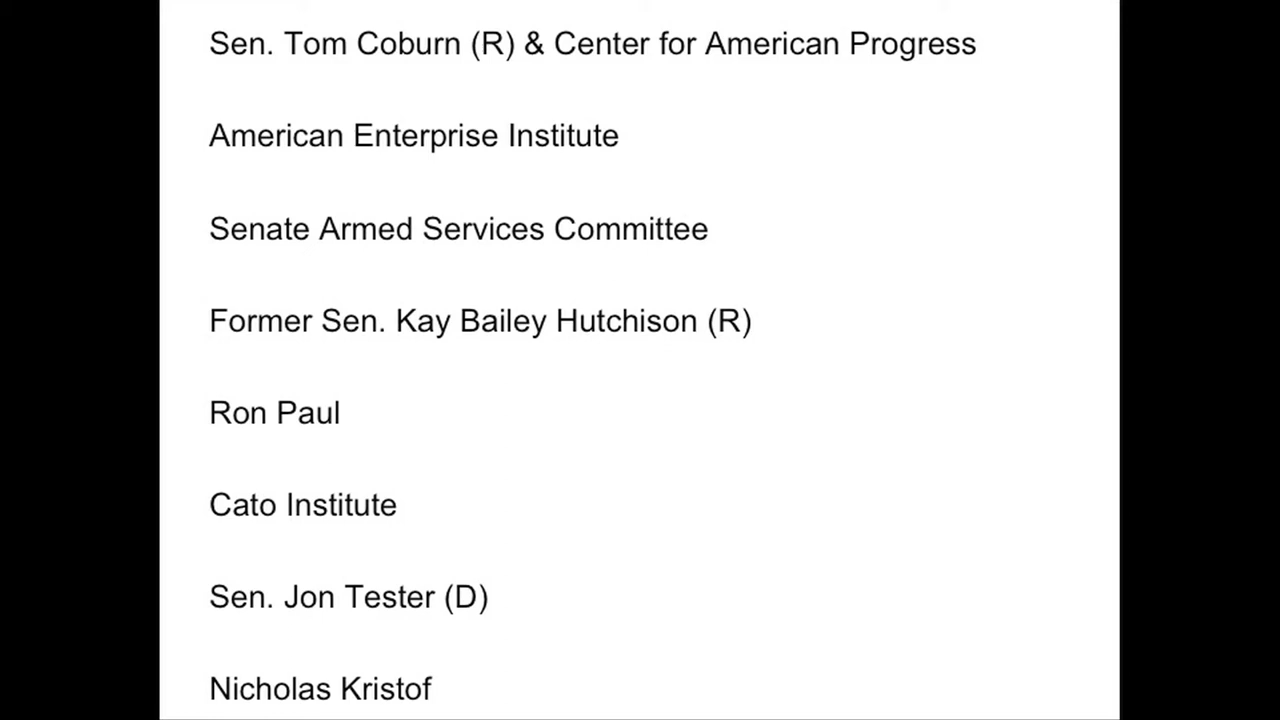 Sen. Tom Coburn (R) & Center for American Progress
American Enterprise Institute
Senate Armed Services Committee
Former Sen. Kay Bailey Hutchison (R)
Ron Paul
Cato Institute
Sen. Jon Tester (D)
Nicholas Kristof